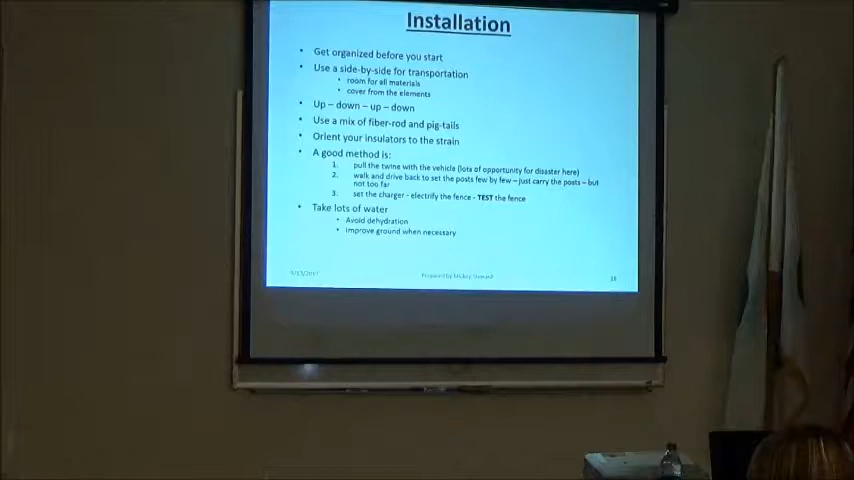 Installation
• Get organized before you start
• Use a side-by-side for transportation
• room for all materials
• cover from the elements
• Up – down – up – down
• Use a mix of fiber-rod and pig-tails
• Orient your insulators to the strain
• A good method is:
1. pull the twine with the vehicle (lots of opportunity for disaster here)
2. walk and drive back to set the posts few by few – just carry the posts – but
not too far
3. set the charger - electrify the fence - TEST the fence
• Take lots of water
• Avoid dehydration
• Improve ground when necessary
Prepared by Mickey